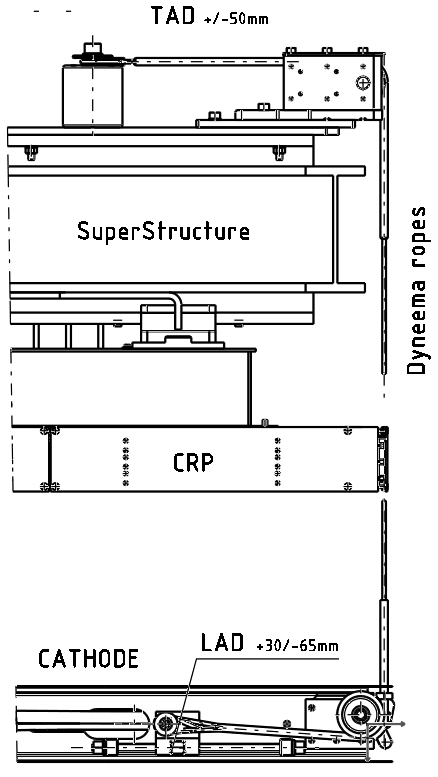 TAD +/-50mm
SuperStructure
Dyneema ropes
CRP
LAD +30/-65mm
CATHODE